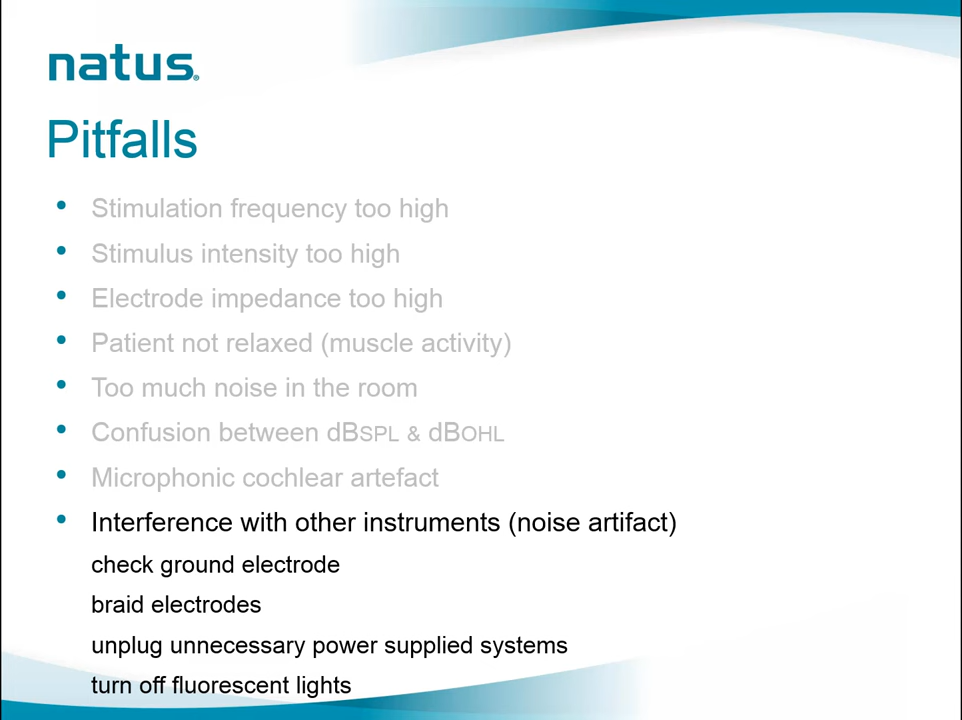 natus®
Pitfalls
• Stimulation frequency too high
• Stimulus intensity too high
• Electrode impedance too high
• Patient not relaxed (muscle activity)
• Too much noise in the room
• Confusion between dBSPL & dBOHL
• Microphonic cochlear artefact
• Interference with other instruments (noise artifact)
check ground electrode
braid electrodes
unplug unnecessary power supplied systems
turn off fluorescent lights